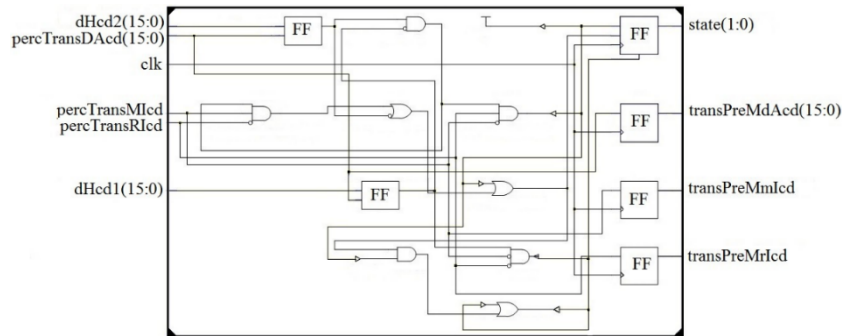 dHcd2(15:0)
percTransDAcd(15:0)
clk
percTransMIcd
percTransRIcd
dHcd1(15:0)
FF
FF
FF
state(1:0)
FF
transPreMdAcd(15:0)
FF
transPreMmIcd
FF
transPreMrIcd